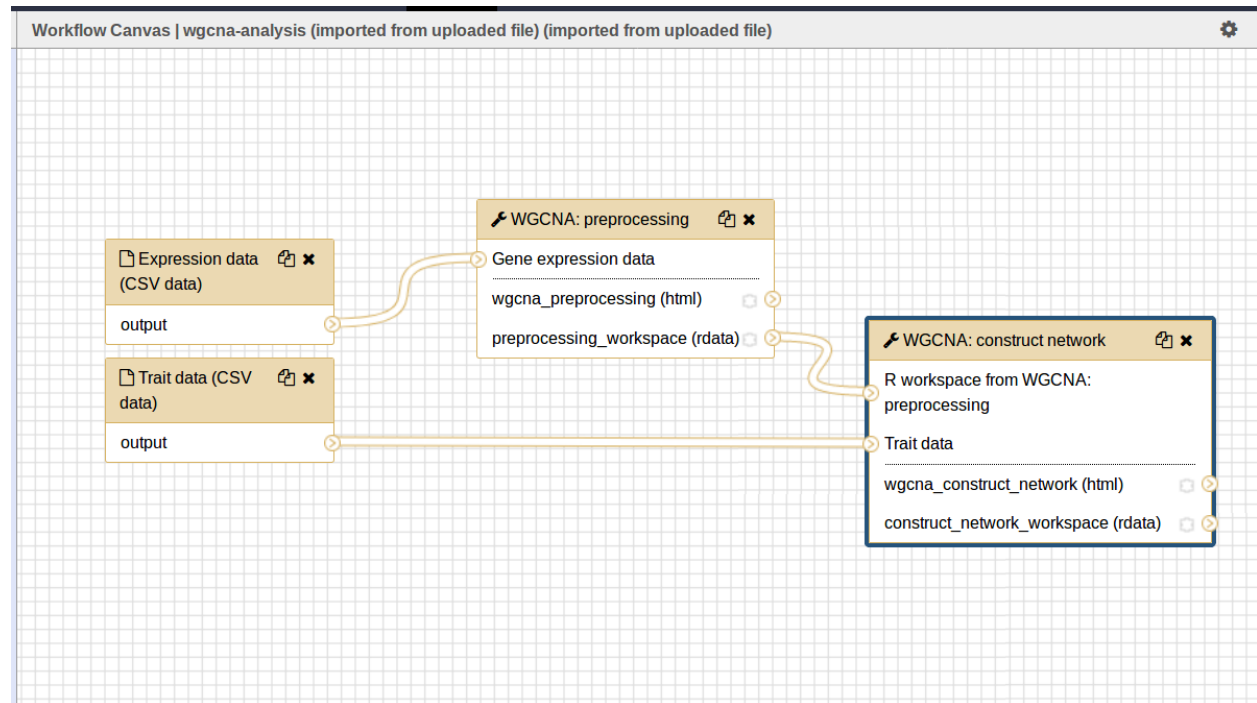 Workflow Canvas | wgcna-analysis (imported from uploaded file) (imported from uploaded file)
Expression data
(CSV data)
output
Trait data (CSV
data)
output
WGCNA: preprocessing
Gene expression data
wgcna_preprocessing (html)
preprocessing_workspace (rdata)
WGCNA: construct network
R workspace from WGCNA:
preprocessing
Trait data
wgcna_construct_network (html)
construct_network_workspace (rdata)